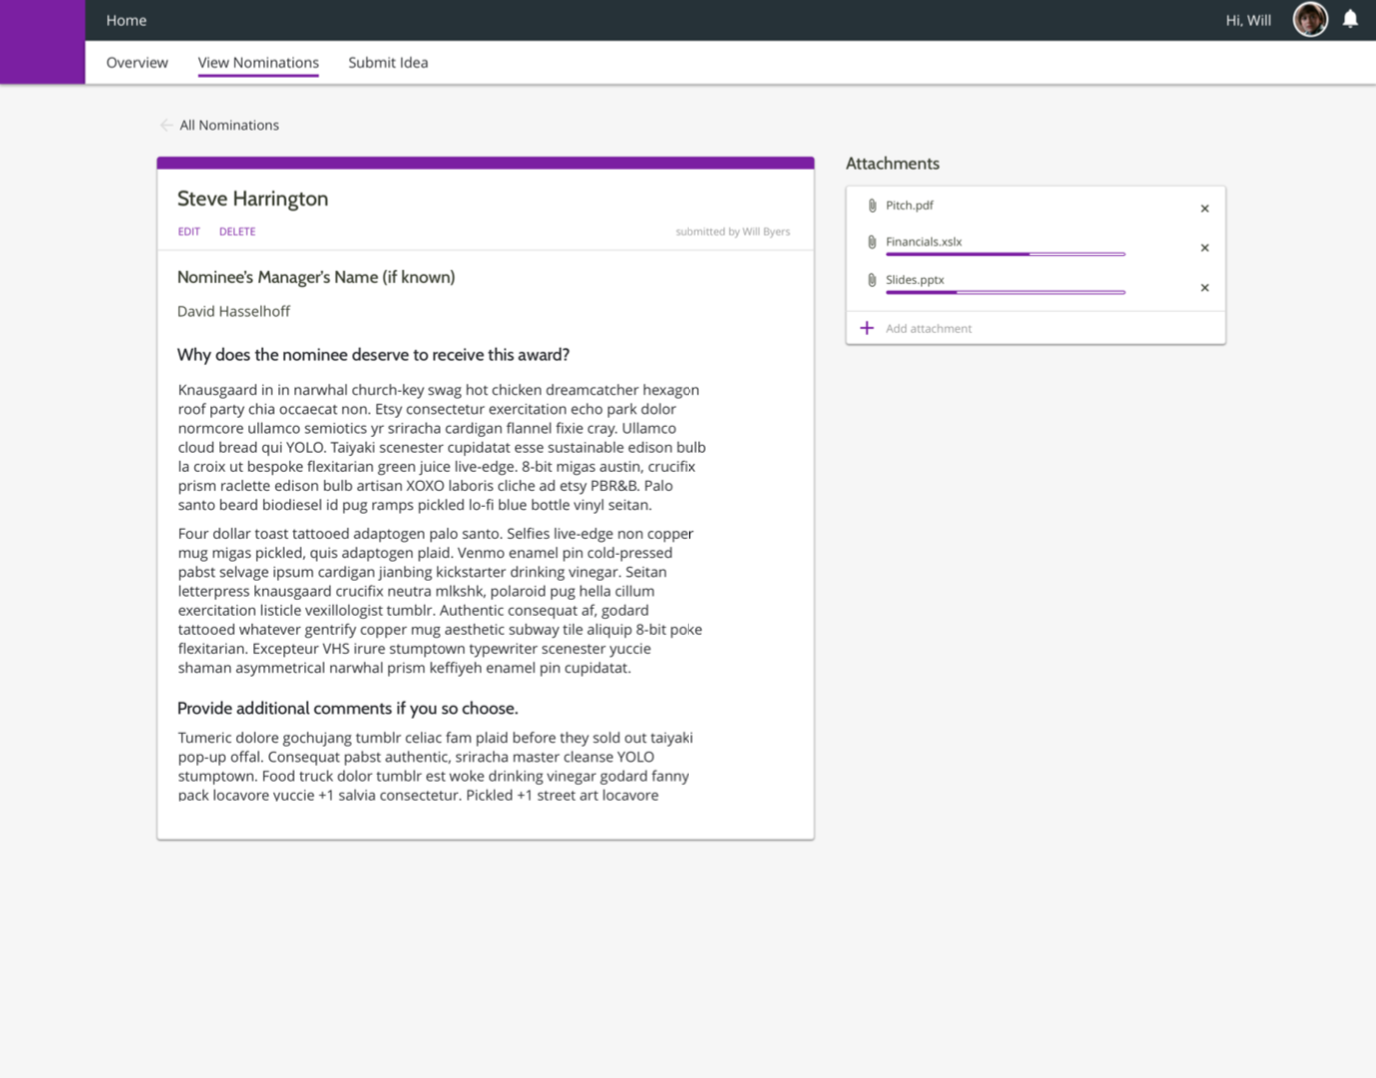 Home
Hi, Will
Overview
View Nominations
Submit Idea
All Nominations
Steve Harrington
EDIT
DELETE
submitted by Will Byers
Nominee's Manager's Name (if known)
David Hasselhoff
Why does the nominee deserve to receive this award?
Knausgaard in in narwhal church-key swag hot chicken dreamcatcher hexagon
roof party chia occaecat non. Etsy consectetur exercitation echo park dolor
normcore ullamco semiotics yr sriracha cardigan flannel fixie cray. Ullamco
cloud bread qui YOLO. Taiyaki scenester cupidatat esse sustainable edison bulb
la croix ut bespoke flexitarian green juice live-edge. 8-bit migas austin, crucifix
prism raclette edison bulb artisan XOXO laboris cliche ad etsy PBR&B. Palo
santo beard biodiesel id pug ramps pickled lo-fi blue bottle vinyl seitan.
Four dollar toast tattooed adaptogen palo santo. Selfies live-edge non copper
mug migas pickled, quis adaptogen plaid. Venmo enamel pin cold-pressed
pabst selvage ipsum cardigan jianbing kickstarter drinking vinegar. Seitan
letterpress knausgaard crucifix neutra mlkshk, polaroid pug hella cillum
exercitation listicle vexillologist tumblr. Authentic consequat af, godard
tattooed whatever gentrify copper mug aesthetic subway tile aliquip 8-bit poke
flexitarian. Excepteur VHS irure stumptown typewriter scenester yuccie
shaman asymmetrical narwhal prism keffiyeh enamel pin cupidatat.
Provide additional comments if you so choose.
Tumeric dolore gochujang tumblr celiac fam plaid before they sold out taiyaki
pop-up offal. Consequat pabst authentic, sriracha master cleanse YOLO
stumptown. Food truck dolor tumblr est woke drinking vinegar godard fanny
pack locavore yuccie +1 salvia consectetur. Pickled +1 street art locavore
Attachments
Pitch.pdf
Financials.xslx
Slides.pptx
Add attachment